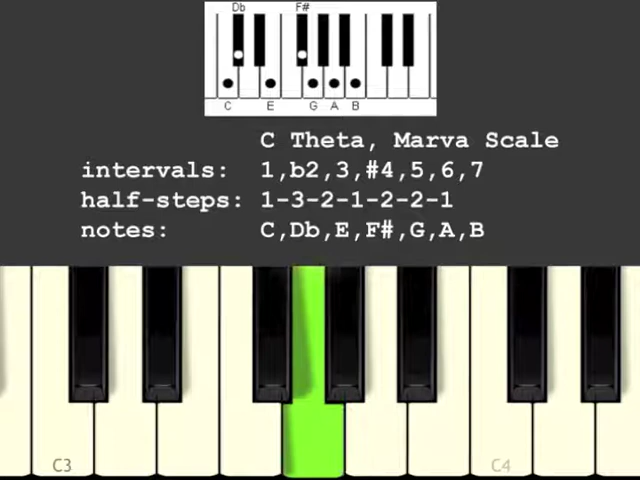 Db F#
C E G A B
C Theta, Marva Scale
intervals: 1,b2,3,#4,5,6,7
half-steps: 1-3-2-1-2-2-1
notes: C,Db,E,F#,G,A,B
C3 C4